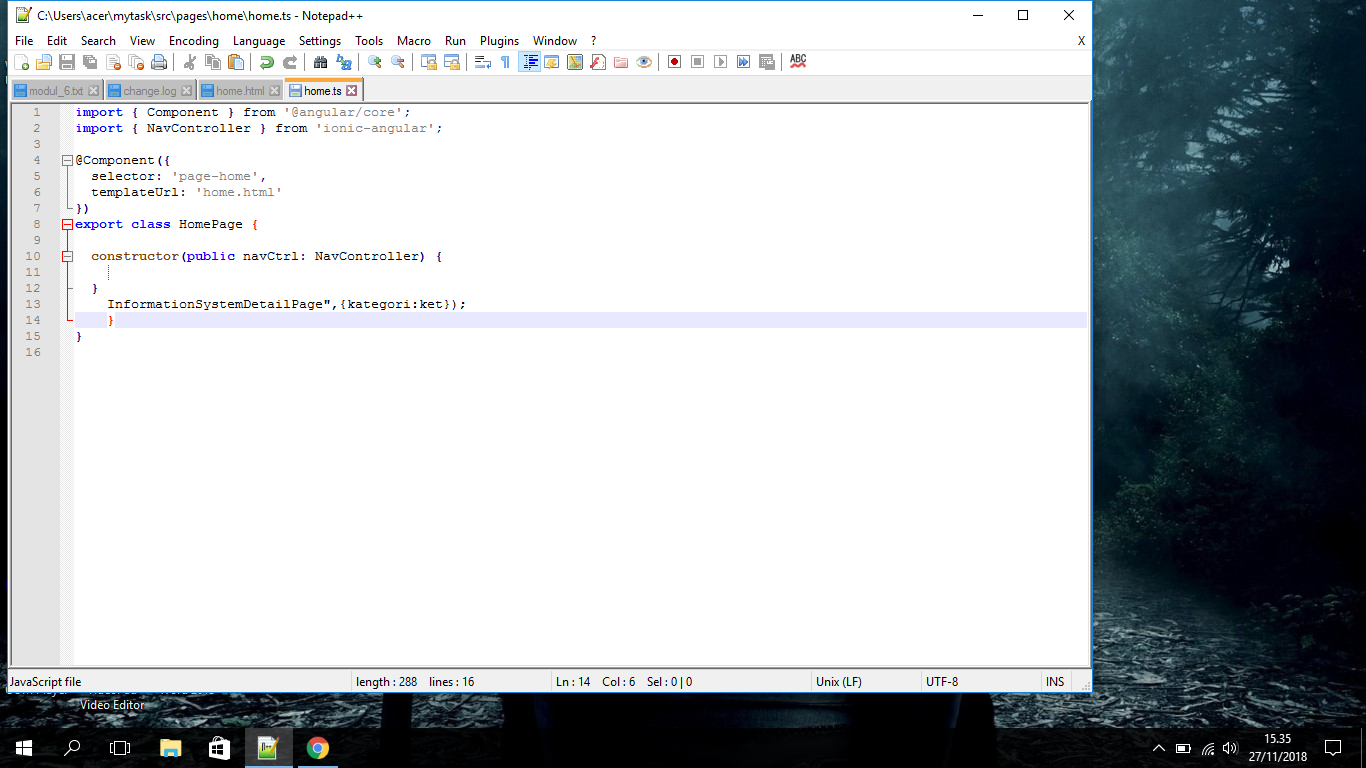 C:\Users\acer\mytask\src\pages\home\home.ts - Notepad++
File Edit Search View Encoding Language Settings Tools Macro Run Plugins Window ? X
ABC
modul_6.txt change.log home.html home.ts
1 import { Component } from '@angular/core';
2 import { NavController } from 'ionic-angular';
3
4 @Component({
5 selector: 'page-home',
6 templateUrl: 'home.html'
7 })
8 export class HomePage {
9
10 constructor(public navCtrl: NavController) {
11
12 }
13 InformationSystemDetailPage",{kategori:ket});
14 }
15 }
16
JavaScript file length : 288 lines : 16 Ln : 14 Col : 6 Sel : 0 | 0 Unix (LF) UTF-8 INS
Video Editor
15.35
27/11/2018